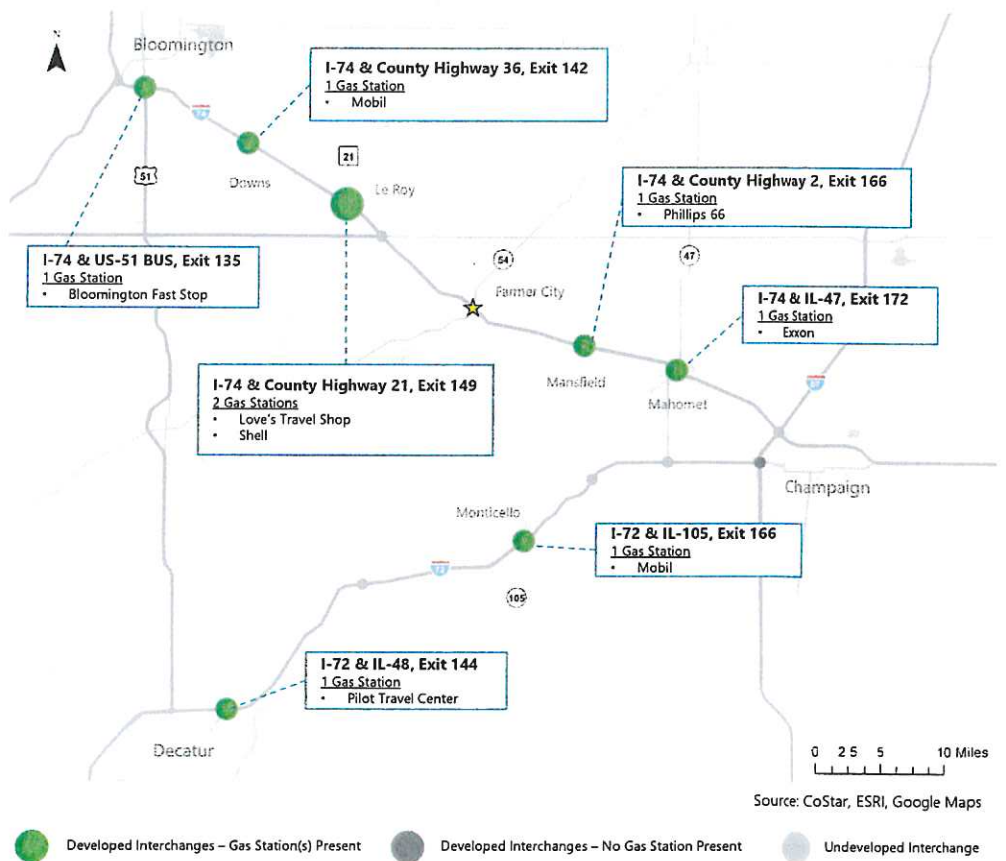 N
Bloomington
I-74 & County Highway 36, Exit 142
1 Gas Station
• Mobil
74
21
51
Downs
Le Roy
I-74 & County Highway 2, Exit 166
1 Gas Station
• Phillips 66
I-74 & US-51 BUS, Exit 135
1 Gas Station
• Bloomington Fast Stop
54
47
Farmer City
I-74 & IL-47, Exit 172
1 Gas Station
• Exxon
I-74 & County Highway 21, Exit 149
2 Gas Stations
• Love's Travel Shop
• Shell
Mansfield
57
Mahomet
Champaign
Monticello
I-72 & IL-105, Exit 166
1 Gas Station
• Mobil
72
105
I-72 & IL-48, Exit 144
1 Gas Station
• Pilot Travel Center
Decatur
0 2.5 5 10 Miles
Source: CoStar, ESRI, Google Maps
Developed Interchanges – Gas Station(s) Present
Developed Interchanges – No Gas Station Present
Undeveloped Interchange